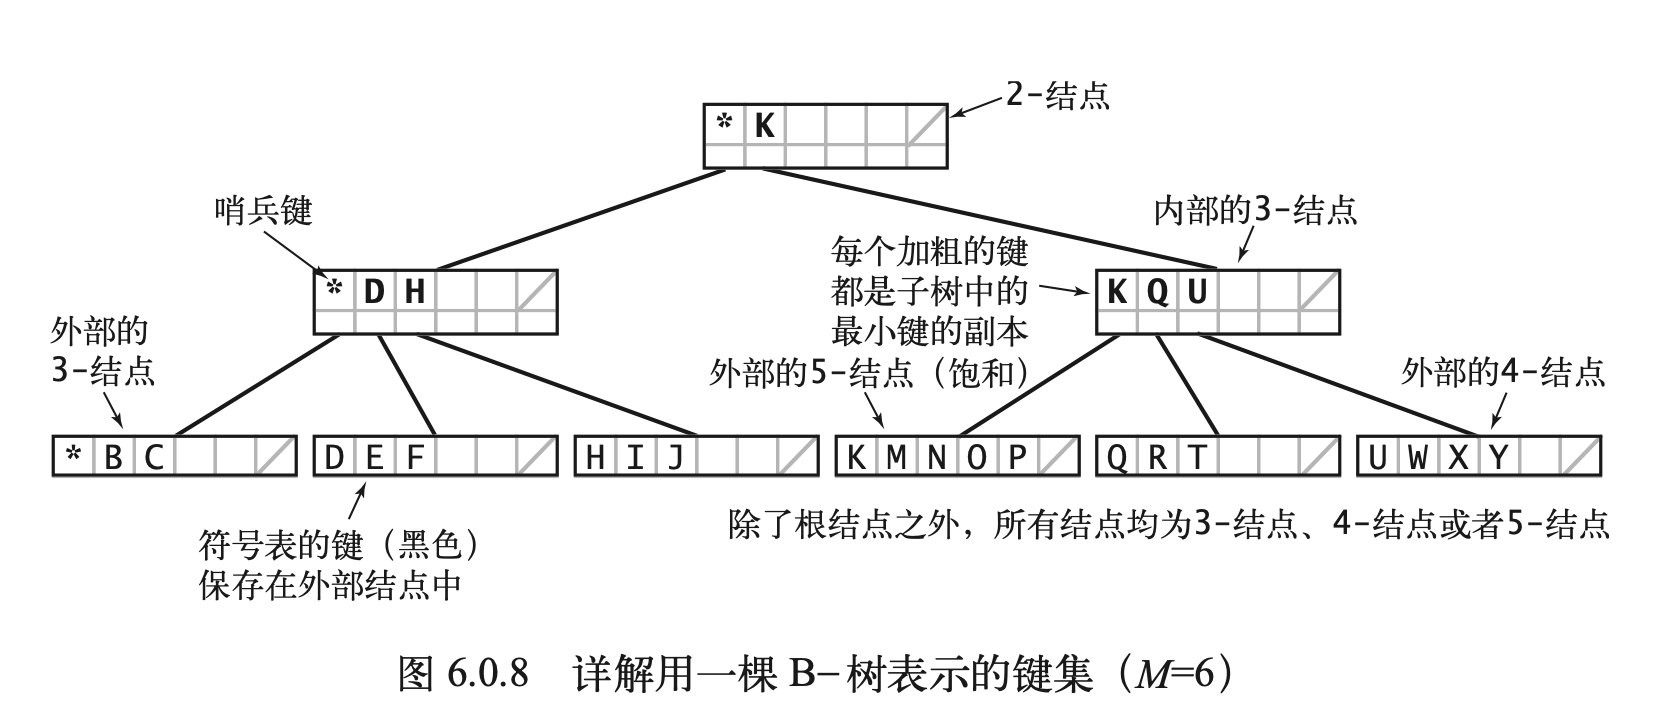 2-结点
* K
哨兵键
内部的3-结点
每个加粗的键
都是子树中的
最小键的副本
* D H
K Q U
外部的
3-结点
外部的5-结点（饱和）
外部的4-结点
* B C
D E F
H I J
K M N O P
Q R T
U W X Y
符号表的键（黑色）
保存在外部结点中
除了根结点之外，所有结点均为3-结点、4-结点或者5-结点
图 6.0.8 详解用一棵 B-树表示的键集（M=6）